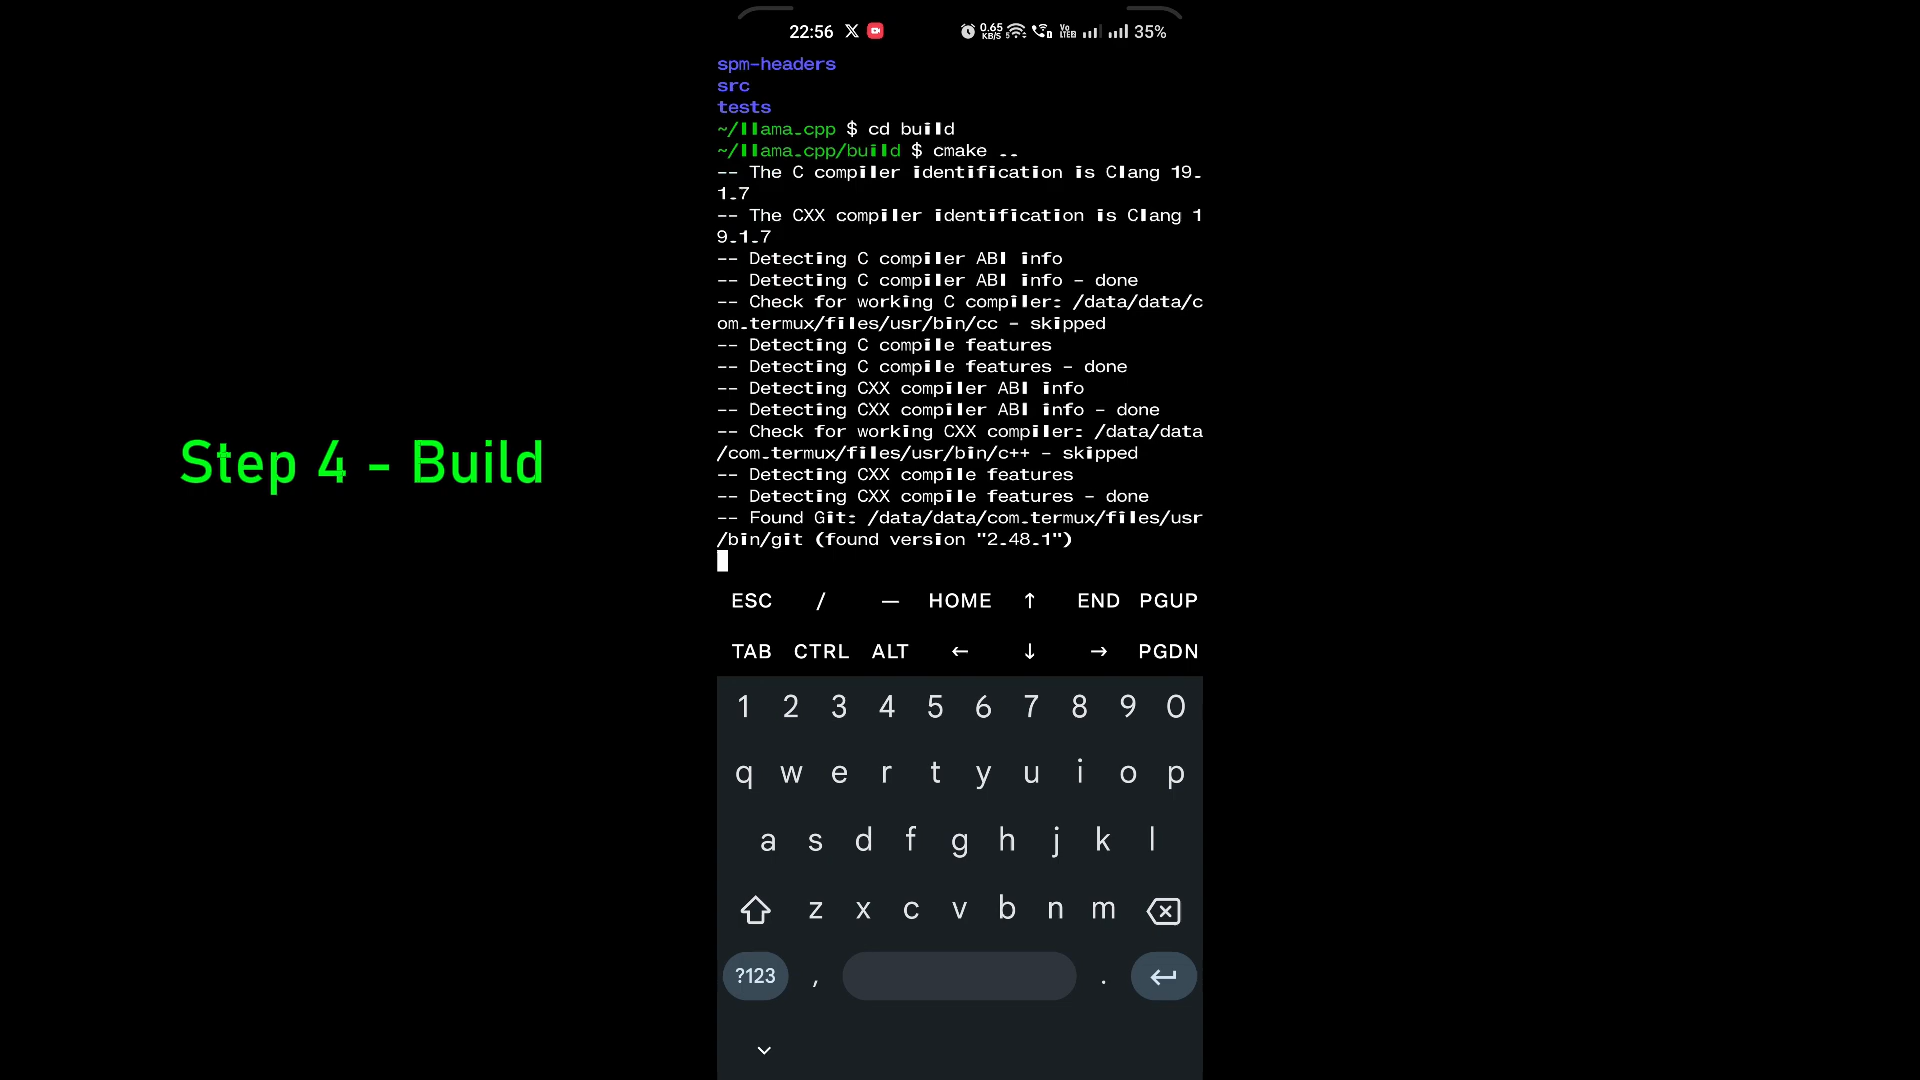 22:56 X 0.65 KB/S 5 Vo LTE2 35%
spm-headers
src
tests
~/llama.cpp $ cd build
~/llama.cpp/build $ cmake ..
-- The C compiler identification is Clang 19.
1.7
-- The CXX compiler identification is Clang 1
9.1.7
-- Detecting C compiler ABI info
-- Detecting C compiler ABI info - done
-- Check for working C compiler: /data/data/c
om.termux/files/usr/bin/cc - skipped
-- Detecting C compile features
-- Detecting C compile features - done
-- Detecting CXX compiler ABI info
-- Detecting CXX compiler ABI info - done
-- Check for working CXX compiler: /data/data
/com.termux/files/usr/bin/c++ - skipped
-- Detecting CXX compile features
-- Detecting CXX compile features - done
-- Found Git: /data/data/com.termux/files/usr
/bin/git (found version "2.48.1")
Step 4 - Build
ESC / — HOME ↑ END PGUP
TAB CTRL ALT ← ↓ → PGDN
1 2 3 4 5 6 7 8 9 0
q w e r t y u i o p
a s d f g h j k l
z x c v b n m
?123 , .